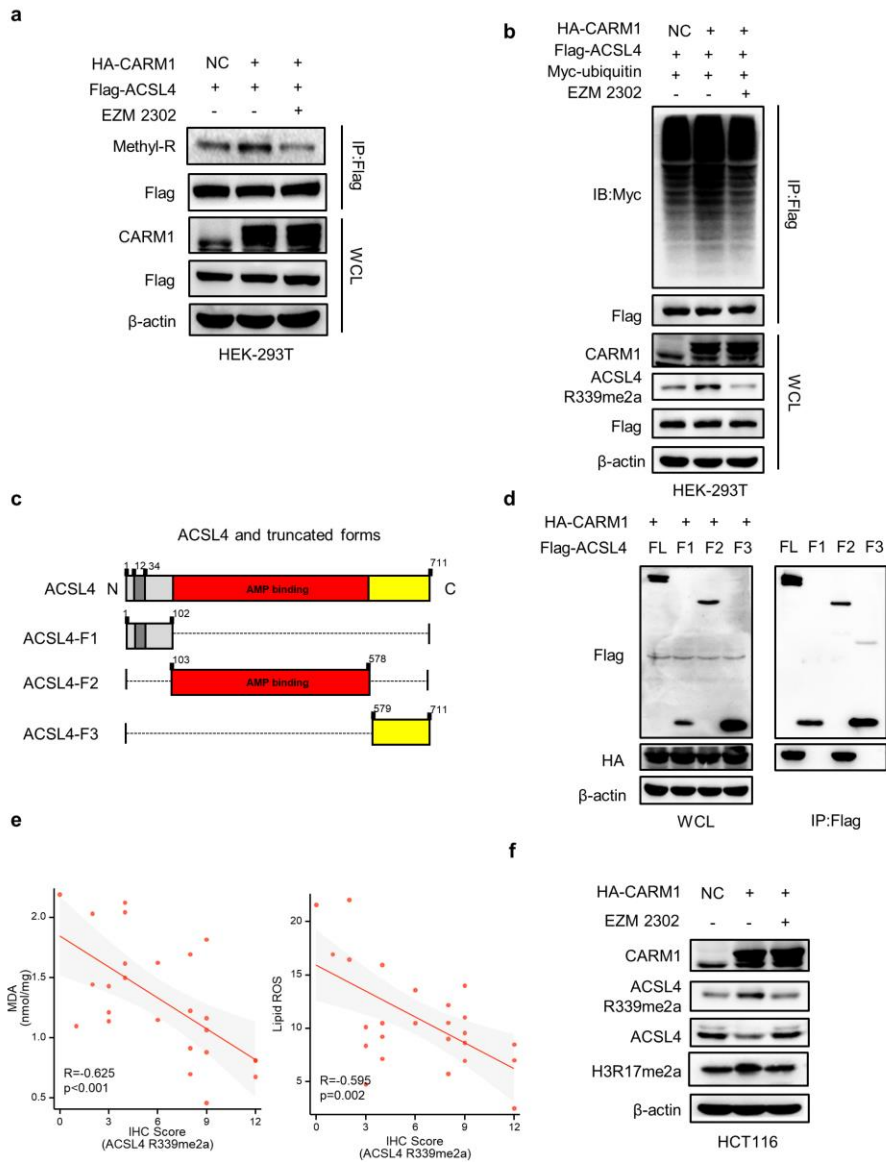 a
HA-CARM1 NC + +
Flag-ACSL4 + + +
EZM 2302 - - +
Methyl-R
Flag
IP:Flag
CARM1
Flag
β-actin
WCL
HEK-293T
b
HA-CARM1 NC + +
Flag-ACSL4 + + +
Myc-ubiquitin + + +
EZM 2302 - - +
IB:Myc
Flag
IP:Flag
CARM1
ACSL4
R339me2a
Flag
β-actin
WCL
HEK-293T
c
ACSL4 and truncated forms
1 12 34 711
ACSL4 N AMP binding C
1 102
ACSL4-F1
103 578
ACSL4-F2 AMP binding
579 711
ACSL4-F3
d
HA-CARM1 + + + +
Flag-ACSL4 FL F1 F2 F3 FL F1 F2 F3
Flag
HA
β-actin
WCL IP:Flag
e
MDA
(nmol/mg)
2.0
1.5
1.0
0.5
R=-0.625
p<0.001
0 3 6 9 12
IHC Score
(ACSL4 R339me2a)
Lipid ROS
20
15
10
5
R=-0.595
p=0.002
0 3 6 9 12
IHC Score
(ACSL4 R339me2a)
f
HA-CARM1 NC + +
EZM 2302 - - +
CARM1
ACSL4
R339me2a
ACSL4
H3R17me2a
β-actin
HCT116